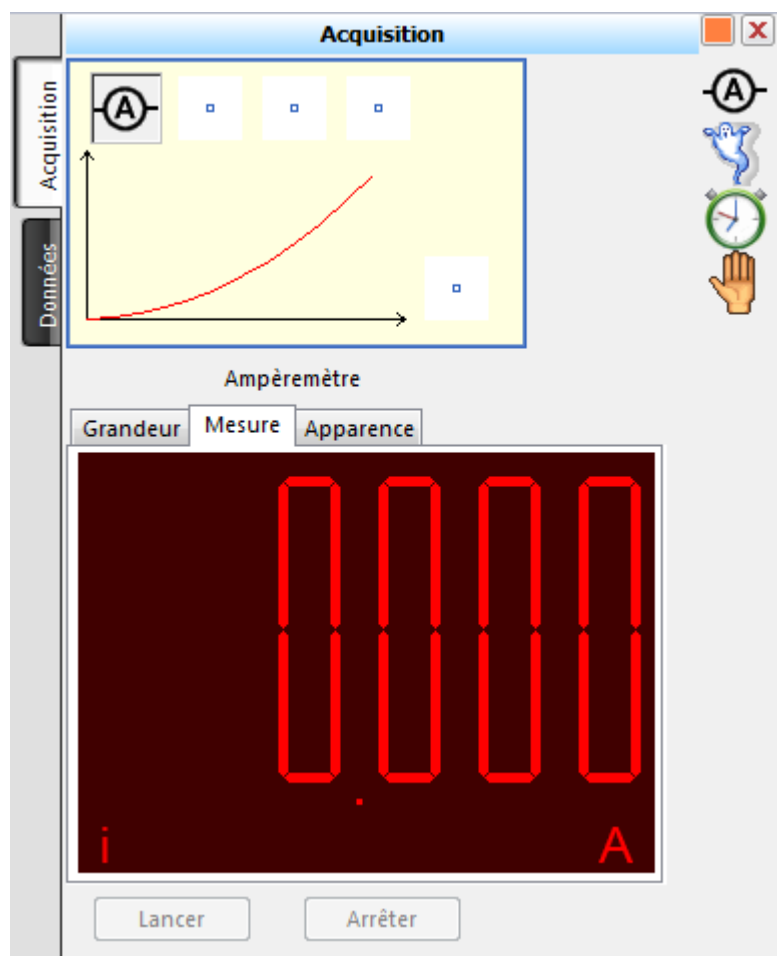 Acquisition
Acquisition
Données
A
A
Ampèremètre
Grandeur Mesure Apparence
0.000
i A
Lancer Arrêter